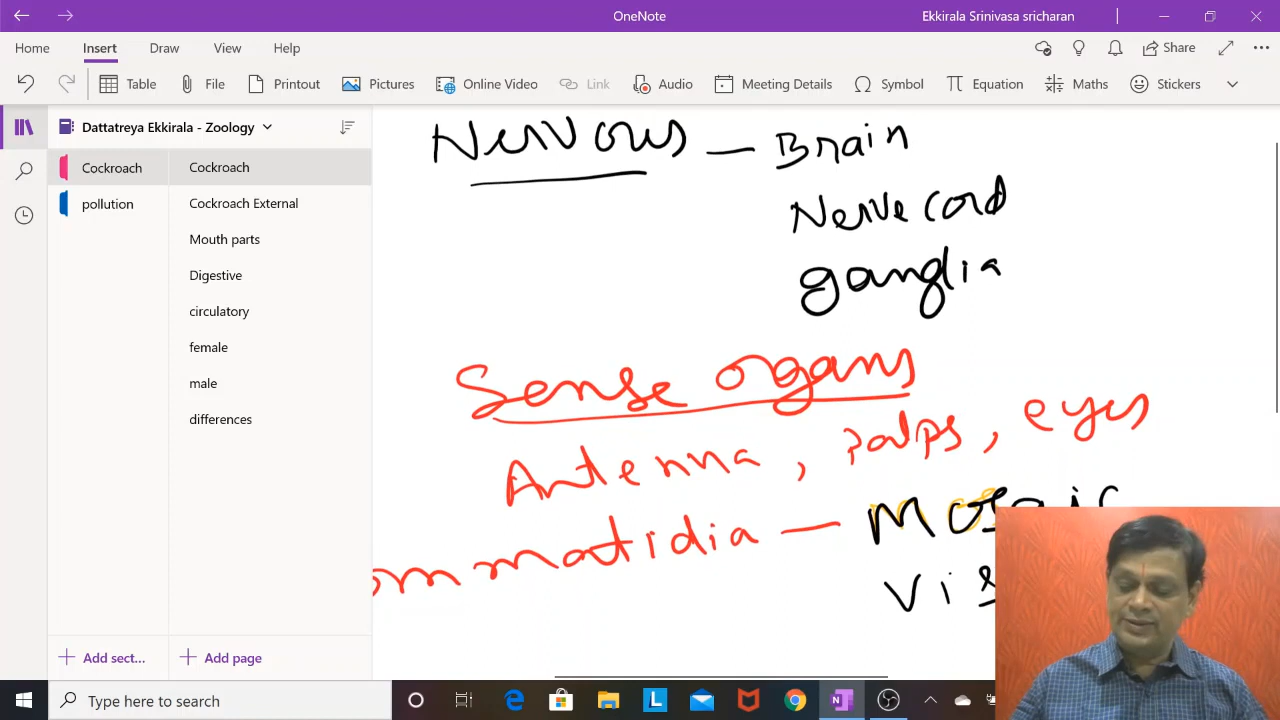 OneNote
Ekkirala Srinivasa sricharan
Home Insert Draw View Help
Share
Table File Printout Pictures Online Video Link Audio Meeting Details Symbol Equation Maths Stickers
Dattatreya Ekkirala - Zoology
Cockroach
pollution
Cockroach
Cockroach External
Mouth parts
Digestive
circulatory
female
male
differences
Add sect...
Add page
Nervous — Brain
Nerve cord
ganglia
Sense organs
Antenna, palps, eyes
ommatidia — Mosaic
Vis
Type here to search